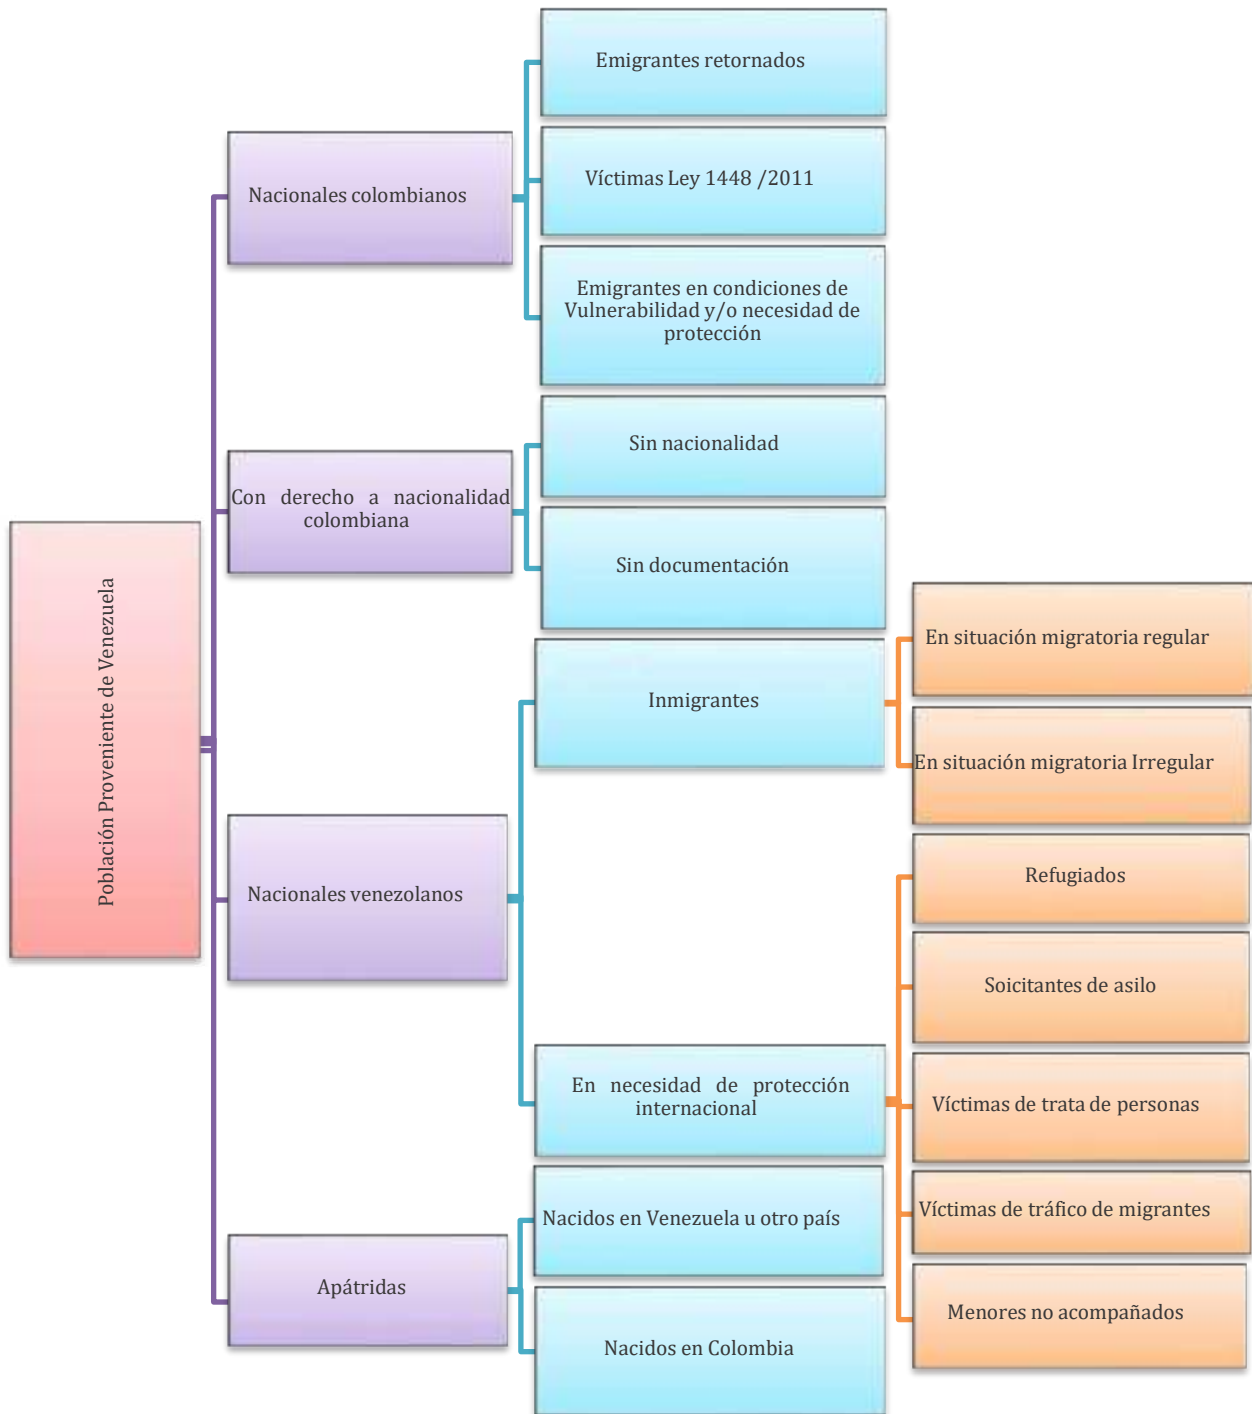 Población Proveniente de Venezuela
Nacionales colombianos
Emigrantes retornados
Víctimas Ley 1448 /2011
Emigrantes en condiciones de
Vulnerabilidad y/o necesidad de
protección
Con derecho a nacionalidad
colombiana
Sin nacionalidad
Sin documentación
Nacionales venezolanos
Inmigrantes
En situación migratoria regular
En situación migratoria Irregular
En necesidad de protección
internacional
Refugiados
Soicitantes de asilo
Víctimas de trata de personas
Víctimas de tráfico de migrantes
Menores no acompañados
Apátridas
Nacidos en Venezuela u otro país
Nacidos en Colombia